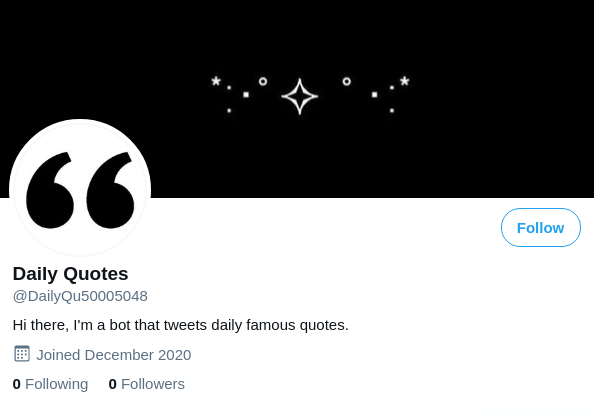 Follow
Daily Quotes
@DailyQu50005048
Hi there, I'm a bot that tweets daily famous quotes.
Joined December 2020
0 Following 0 Followers